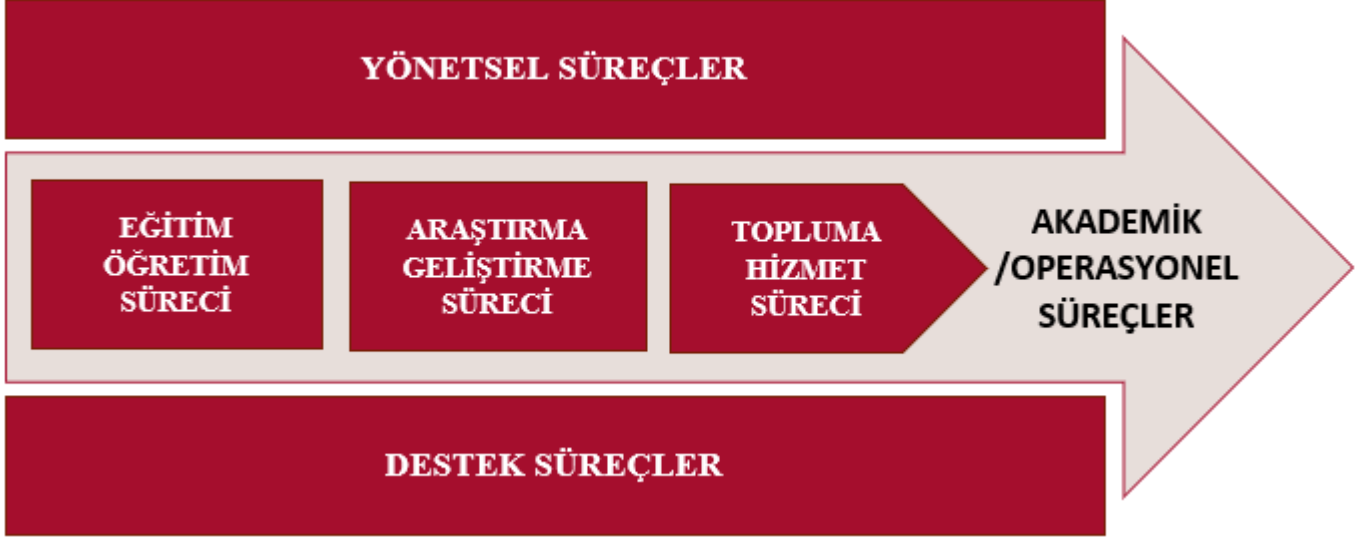 YÖNETSEL SÜREÇLER
EĞİTİM
ÖĞRETİM
SÜRECİ
ARAŞTIRMA
GELİŞTİRME
SÜRECİ
TOPLUMA
HİZMET
SÜRECİ
AKADEMİK
/OPERASYONEL
SÜREÇLER
DESTEK SÜREÇLER